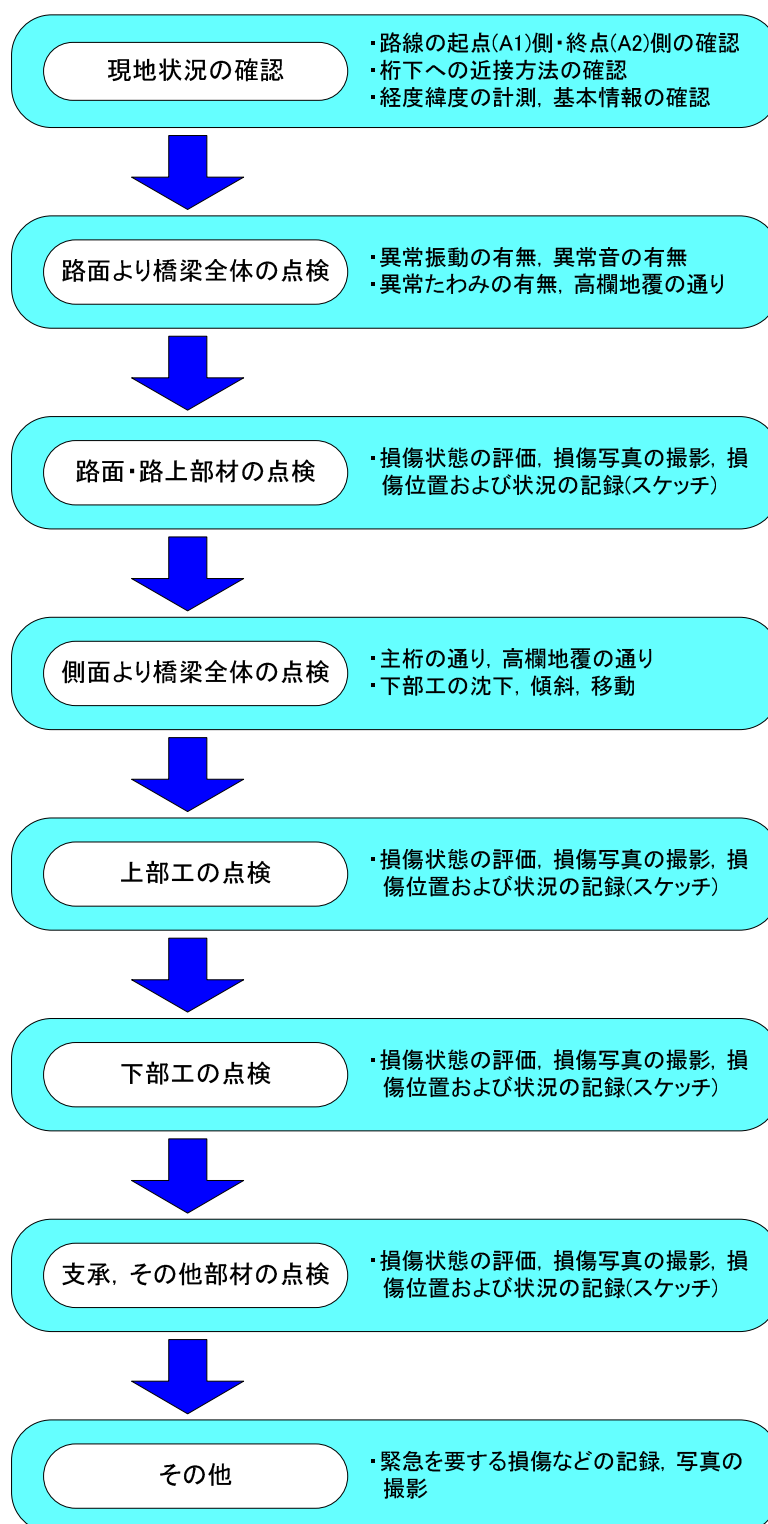 現地状況の確認
・路線の起点(A1)側・終点(A2)側の確認
・桁下への近接方法の確認
・経度緯度の計測, 基本情報の確認
路面より橋梁全体の点検
・異常振動の有無, 異常音の有無
・異常たわみの有無, 高欄地覆の通り
路面・路上部材の点検
・損傷状態の評価, 損傷写真の撮影, 損
傷位置および状況の記録(スケッチ)
側面より橋梁全体の点検
・主桁の通り, 高欄地覆の通り
・下部工の沈下, 傾斜, 移動
上部工の点検
・損傷状態の評価, 損傷写真の撮影, 損
傷位置および状況の記録(スケッチ)
下部工の点検
・損傷状態の評価, 損傷写真の撮影, 損
傷位置および状況の記録(スケッチ)
支承, その他部材の点検
・損傷状態の評価, 損傷写真の撮影, 損
傷位置および状況の記録(スケッチ)
その他
・緊急を要する損傷などの記録, 写真の
撮影